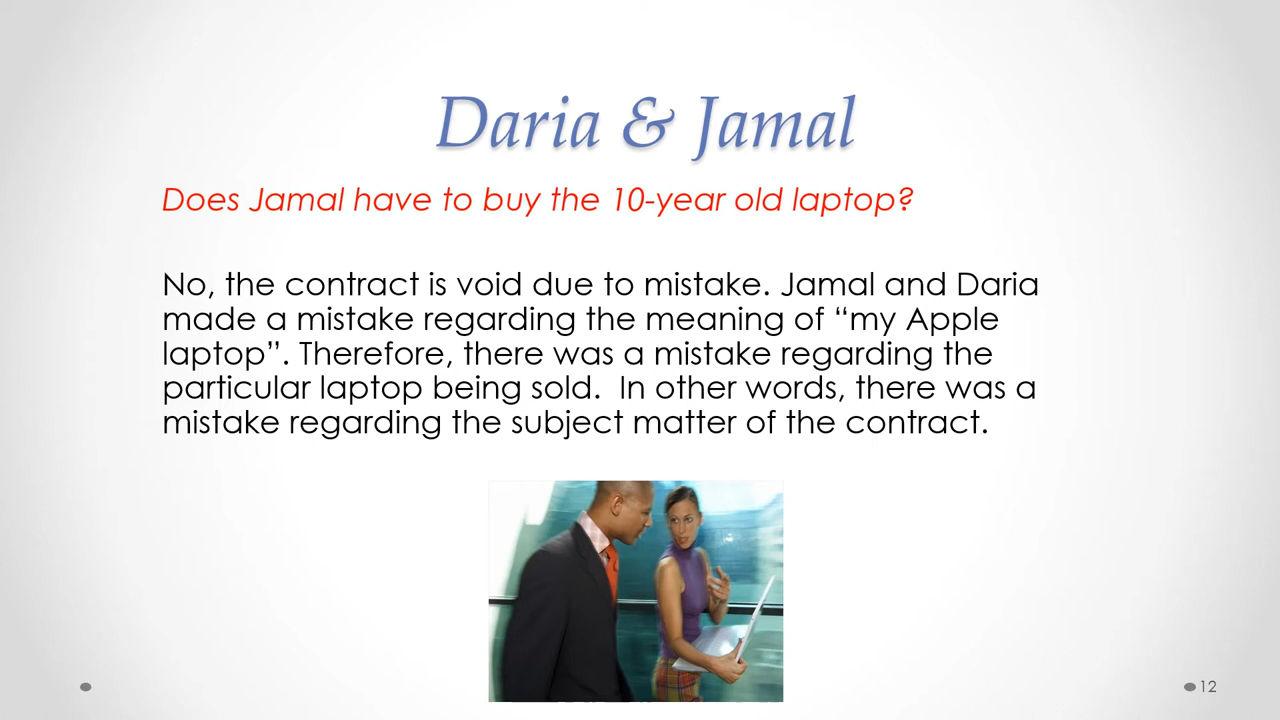 Daria & Jamal
Does Jamal have to buy the 10-year old laptop?
No, the contract is void due to mistake. Jamal and Daria
made a mistake regarding the meaning of “my Apple
laptop”. Therefore, there was a mistake regarding the
particular laptop being sold.  In other words, there was a
mistake regarding the subject matter of the contract.
12